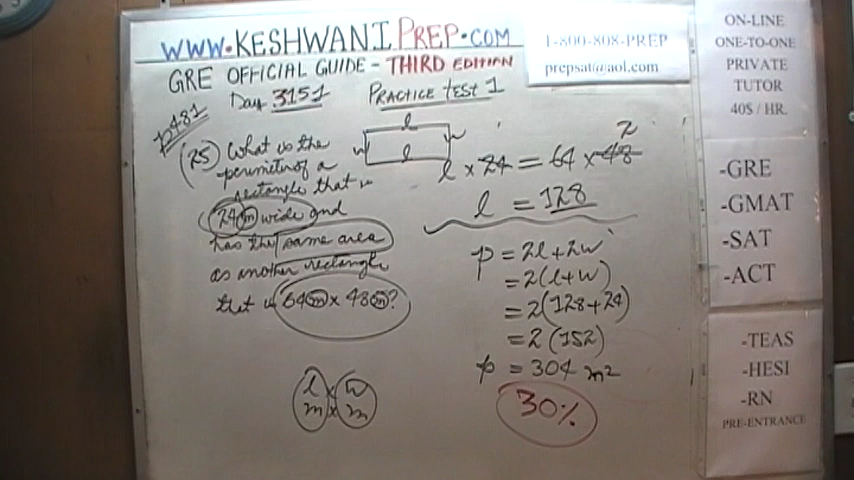 WWW.KESHWANIPREP.COM
GRE OFFICIAL GUIDE - THIRD EDITION
Day 3151 PRACTICE TEST 1
p481
(25) What is the
perimeter of a
rectangle that is
24 m wide and
has the same area
as another rectangle
that is 64 m x 48 m?
l
w w
l
l x 24 = 64 x 48
2
l = 128
p = 2l + 2w
= 2(l + w)
= 2(128 + 24)
= 2(152)
p = 304 m2
30%
l x w
m x m
1-800-808-PREP
prepsat@aol.com
ON-LINE
ONE-TO-ONE
PRIVATE
TUTOR
40$ / HR.
-GRE
-GMAT
-SAT
-ACT
-TEAS
-HESI
-RN
PRE-ENTRANCE